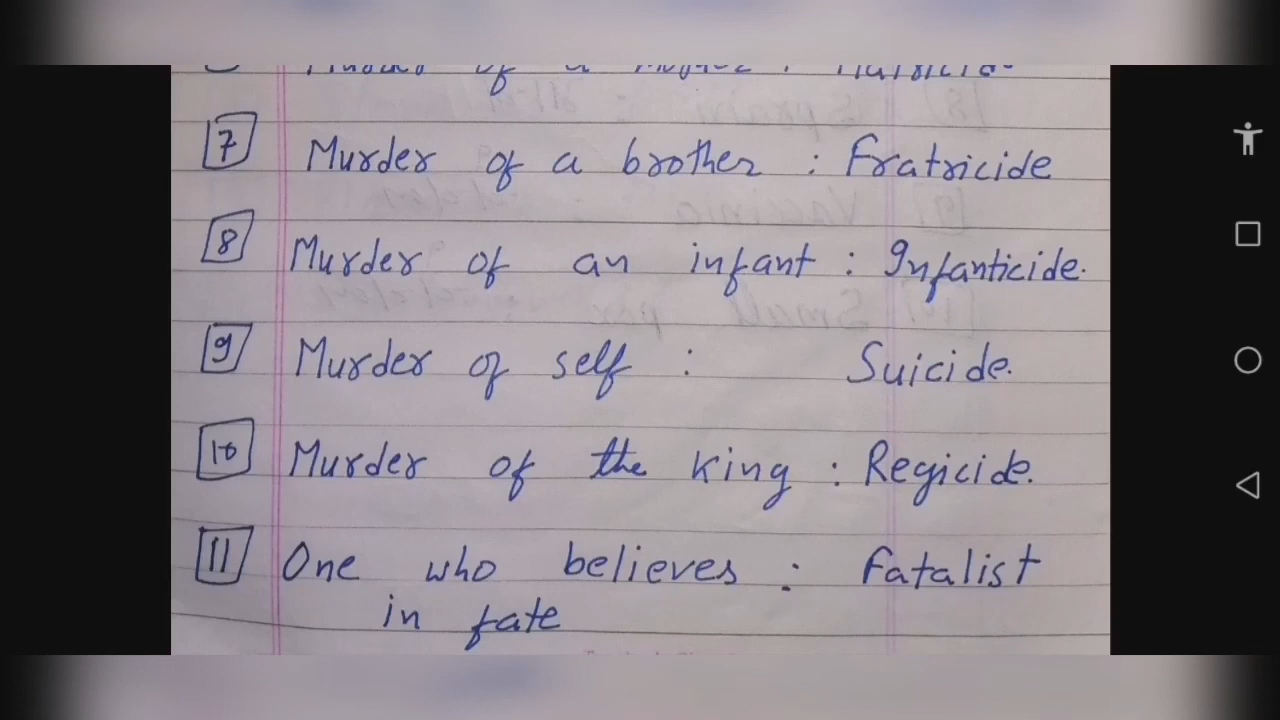 7 Murder of a brother : Fratricide
8 Murder of an infant : Infanticide.
9 Murder of self : Suicide.
10 Murder of the king : Regicide.
11 One who believes : Fatalist
in fate